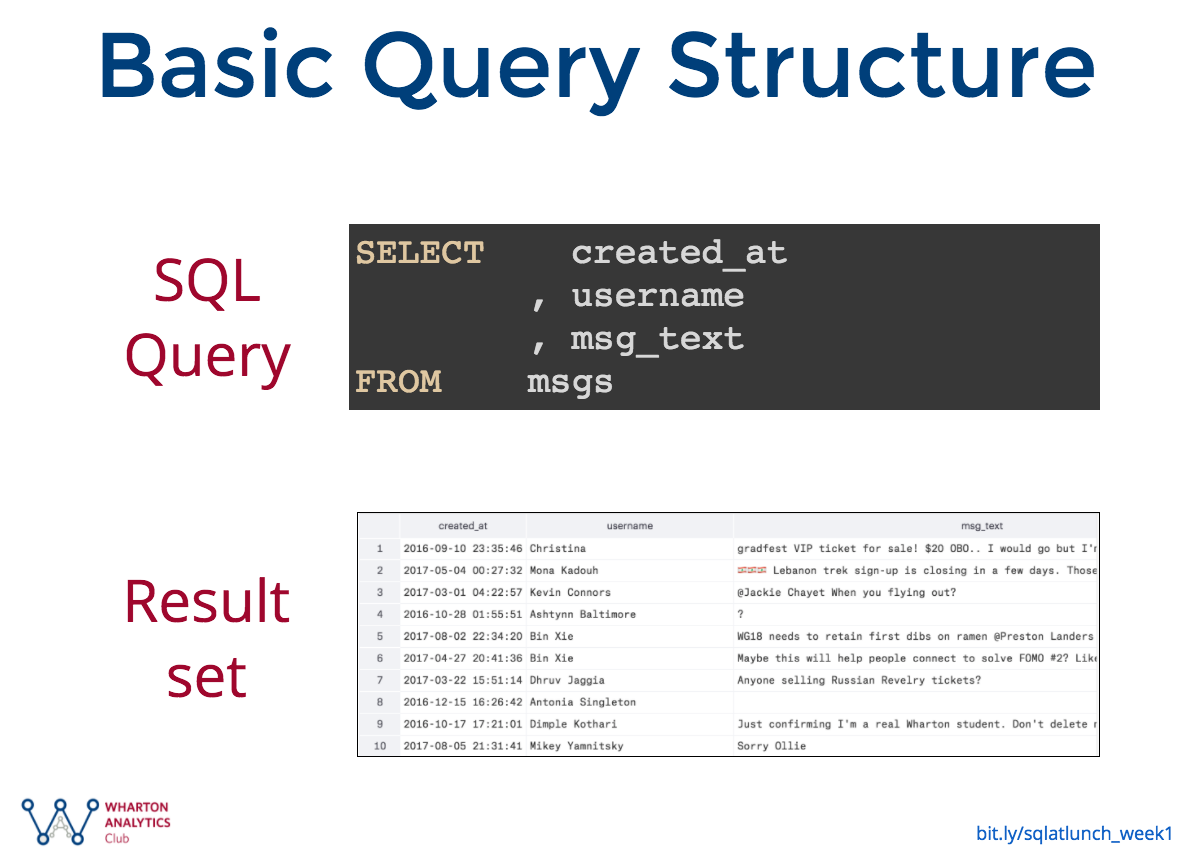 Basic Query Structure
SQL
Query
SELECT created_at
, username
, msg_text
FROM msgs
Result
set
created_at username msg_text
1 2016-09-10 23:35:46 Christina gradfest VIP ticket for sale! $20 OBO.. I would go but I'
2 2017-05-04 00:27:32 Mona Kadouh Lebanon trek sign-up is closing in a few days. Those
3 2017-03-01 04:22:57 Kevin Connors @Jackie Chayet When you flying out?
4 2016-10-28 01:55:51 Ashtynn Baltimore ?
5 2017-08-02 22:34:20 Bin Xie WG18 needs to retain first dibs on ramen @Preston Landers
6 2017-04-27 20:41:36 Bin Xie Maybe this will help people connect to solve FOMO #2? Like
7 2017-03-22 15:51:14 Dhruv Jaggia Anyone selling Russian Revelry tickets?
8 2016-12-15 16:26:42 Antonia Singleton
9 2016-10-17 17:21:01 Dimple Kothari Just confirming I'm a real Wharton student. Don't delete
10 2017-08-05 21:31:41 Mikey Yamnitsky Sorry Ollie
WHARTON
ANALYTICS
Club
bit.ly/sqlatlunch_week1